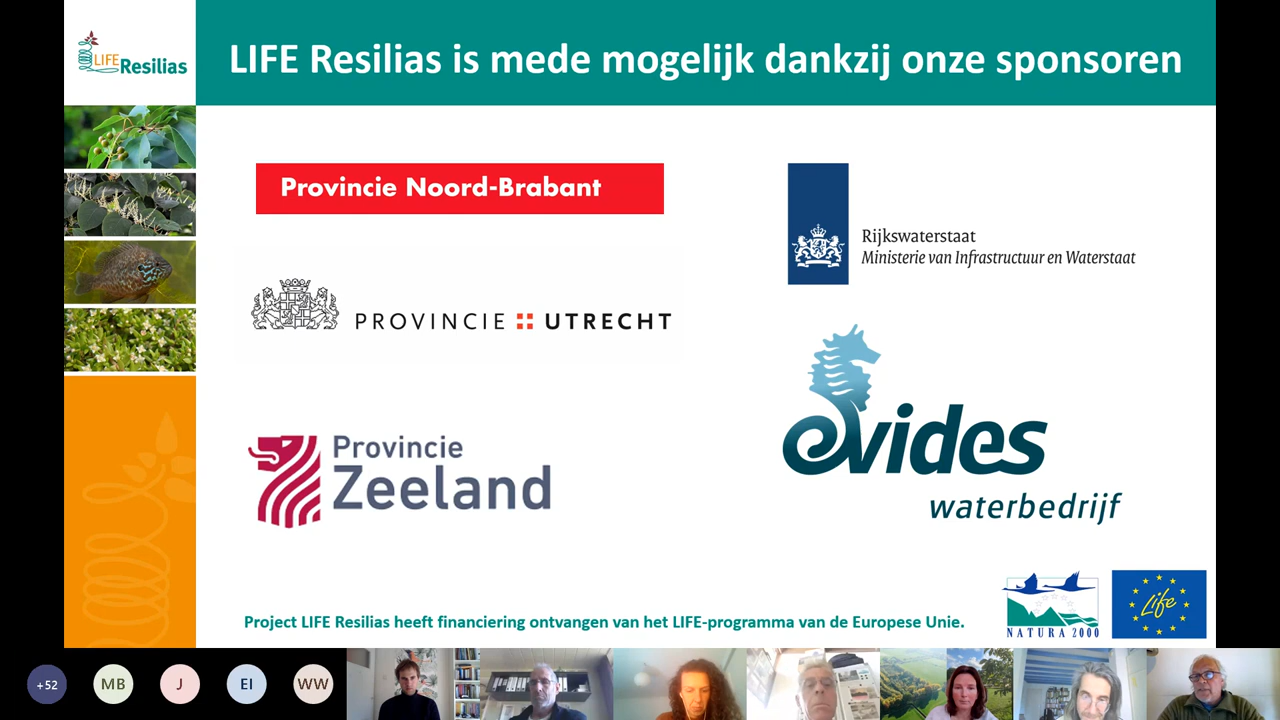 LIFE Resilias
LIFE Resilias is mede mogelijk dankzij onze sponsoren
Provincie Noord-Brabant
Rijkswaterstaat
Ministerie van Infrastructuur en Waterstaat
PROVINCIE UTRECHT
Provincie
Zeeland
evides
waterbedrijf
Project LIFE Resilias heeft financiering ontvangen van het LIFE-programma van de Europese Unie.
NATURA 2000
Life
+52
MB
J
EI
WW